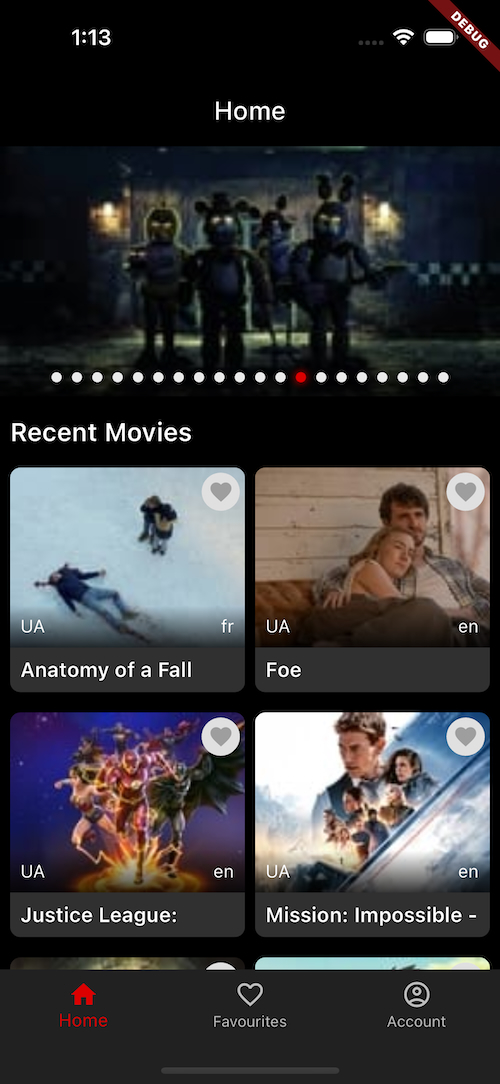 1:13
DEBUG
Home
Recent Movies
UA fr
UA en
Anatomy of a Fall
Foe
UA en
UA en
Justice League:
Mission: Impossible -
Home
Favourites
Account